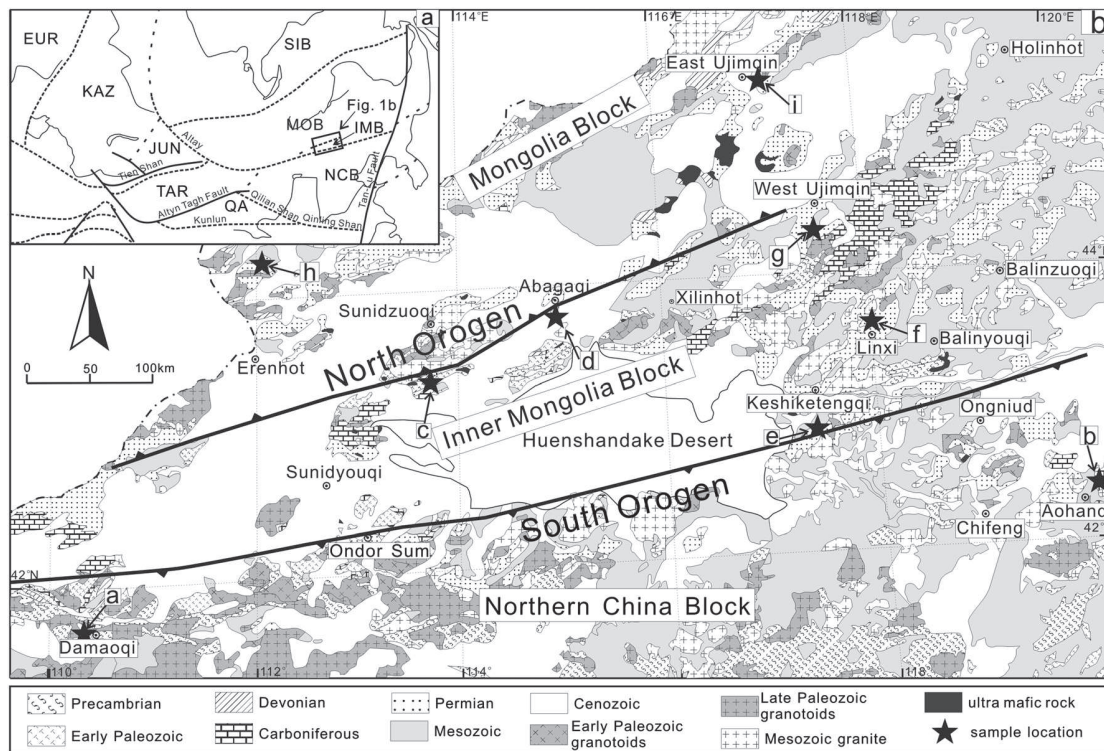 a
EUR
SIB
KAZ
Fig. 1b
MOB
IMB
Altay
JUN
Tien Shan
NCB
TAR
Altyn Tagh Fault
QA
Qilian Shan
Qinling Shan
Kunlun
Tan-Lu Fault
114°E
116°E
118°E
120°E
b
Holinhot
East Ujimqin
i
Mongolia Block
West Ujimqin
g
44°N
Balinzuoqi
N
h
Abagaqi
Xilinhot
Sunidzuoqi
North Orogen
d
f
Linxi
Balinyouqi
Erenhot
0 50 100km
c
Inner Mongolia Block
Keshiketengqi
Ongniud
Huenshandake Desert
e
b
Sunidyouqi
South Orogen
Aohanqi
Chifeng
42°N
Ondor Sum
42°N
a
Northern China Block
Damaoqi
110°
112°
114°
118°
Precambrian
Devonian
Permian
Cenozoic
Late Paleozoic
granotoids
ultra mafic rock
Early Paleozoic
Carboniferous
Mesozoic
Early Paleozoic
granotoids
Mesozoic granite
sample location